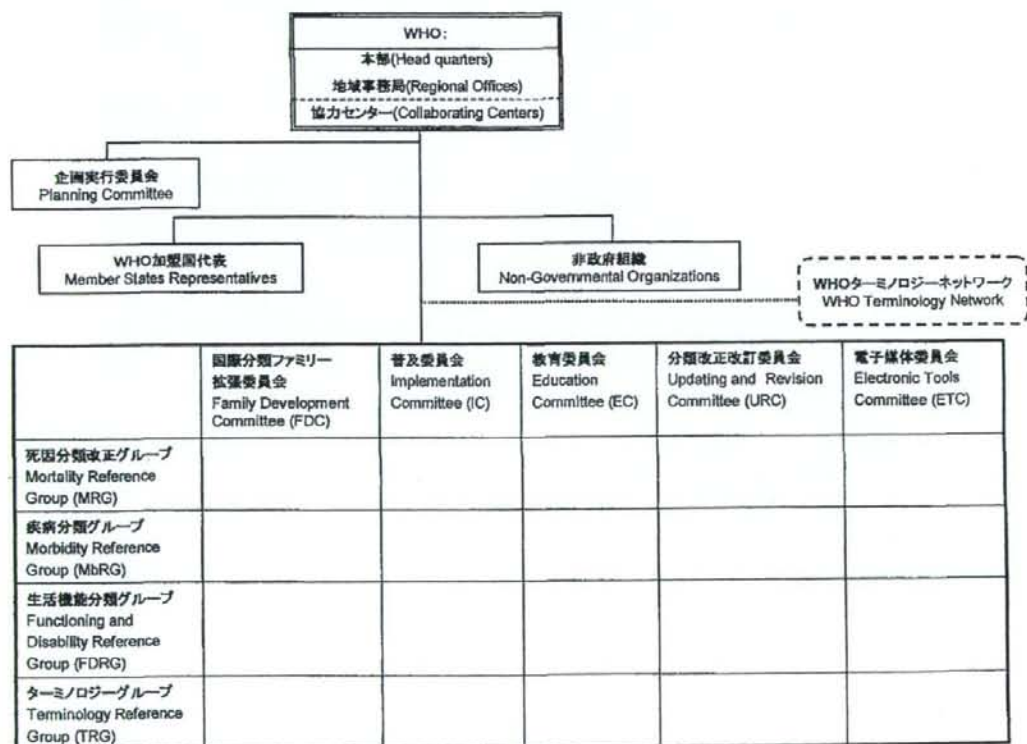 WHO:
本部(Head quarters)
地域事務局(Regional Offices)
協力センター(Collaborating Centers)
企画実行委員会
Planning Committee
WHO加盟国代表
Member States Representatives
非政府組織
Non-Governmental Organizations
WHOターミノロジーネットワーク
WHO Terminology Network
国際分類ファミリー
拡張委員会
Family Development
Committee (FDC)
普及委員会
Implementation
Committee (IC)
教育委員会
Education
Committee (EC)
分類改正改訂委員会
Updating and Revision
Committee (URC)
電子媒体委員会
Electronic Tools
Committee (ETC)
死因分類改正グループ
Mortality Reference
Group (MRG)
疾病分類グループ
Morbidity Reference
Group (MbRG)
生活機能分類グループ
Functioning and
Disability Reference
Group (FDRG)
ターミノロジーグループ
Terminology Reference
Group (TRG)